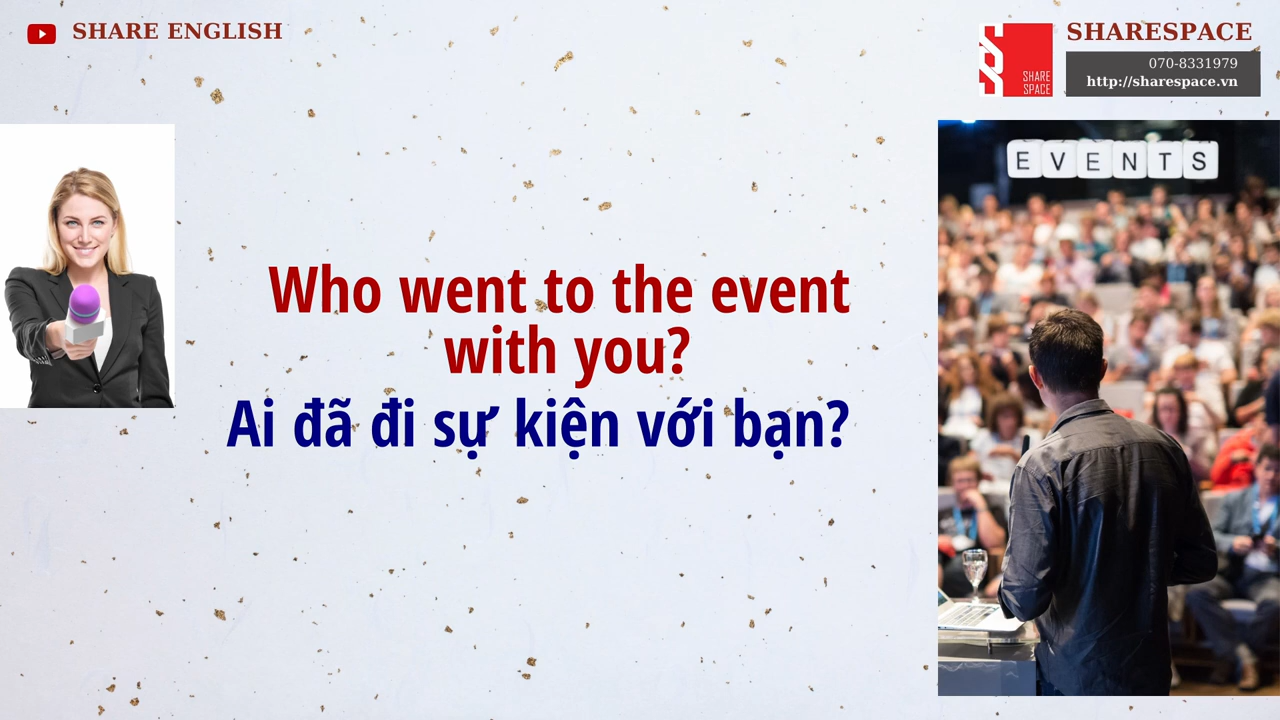 SHARE ENGLISH
SHARESPACE
070-8331979
http://sharespace.vn
SHARE
SPACE
EVENTS
Who went to the event
with you?
Ai đã đi sự kiện với bạn?